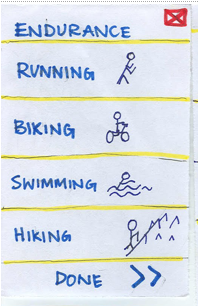 ENDURANCE
RUNNING
BIKING
SWIMMING
HIKING
DONE >>